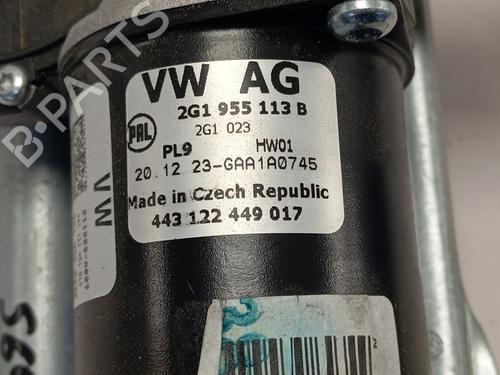 VW AG
2G1 955 113 B
PAL
2G1 023
PL9 HW01
20.12 23-GAA1A0745
Made in Czech Republic
443 122 449 017
VW
B-PARTS